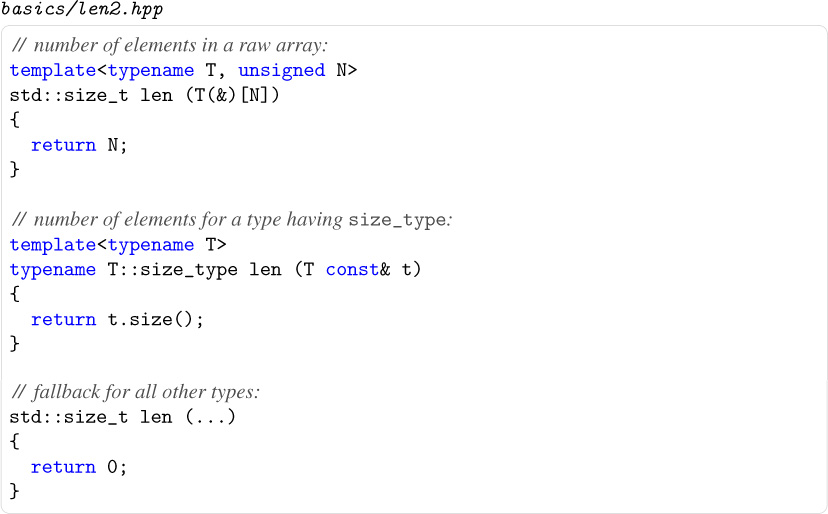 basics/len2.hpp
// number of elements in a raw array:
template<typename T, unsigned N>
std::size_t len (T(&)[N])
{
  return N;
}
// number of elements for a type having size_type:
template<typename T>
typename T::size_type len (T const& t)
{
  return t.size();
}
// fallback for all other types:
std::size_t len (...)
{
  return 0;
}